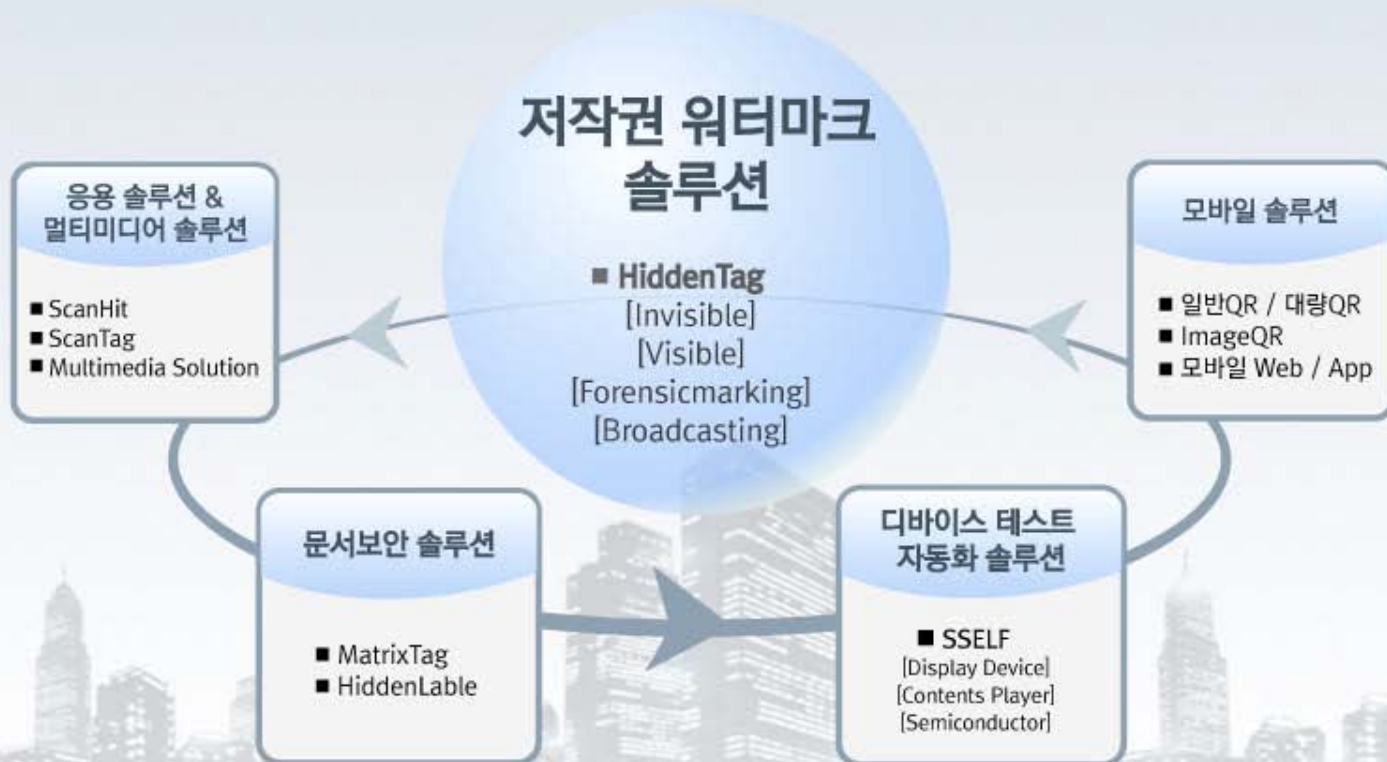 저작권 워터마크
솔루션
■ HiddenTag
[Invisible]
[Visible]
[Forensicmarking]
[Broadcasting]
응용 솔루션 &
멀티미디어 솔루션
■ ScanHit
■ ScanTag
■ Multimedia Solution
모바일 솔루션
■ 일반QR / 대량QR
■ ImageQR
■ 모바일 Web / App
문서보안 솔루션
■ MatrixTag
■ HiddenLable
디바이스 테스트
자동화 솔루션
■ SSELF
[Display Device]
[Contents Player]
[Semiconductor]